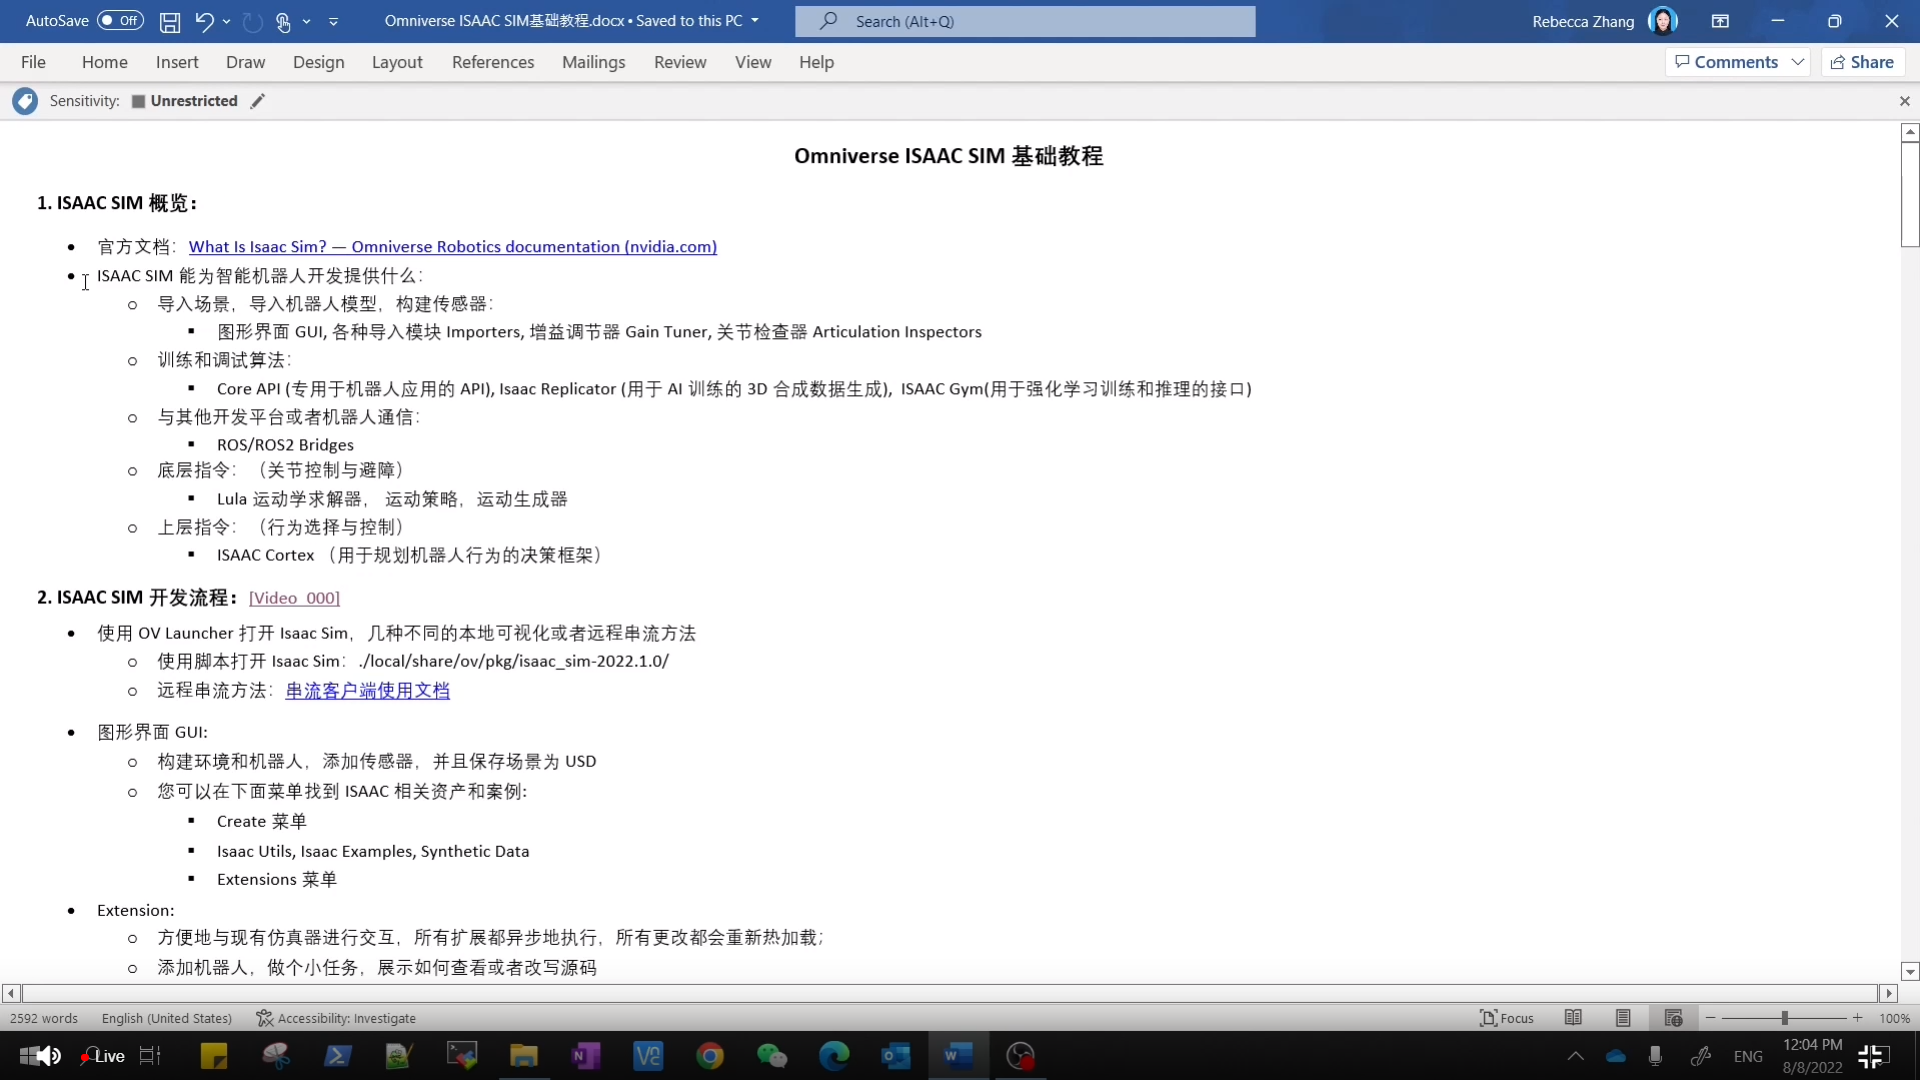 AutoSave Off Omniverse ISAAC SIM基础教程.docx • Saved to this PC Search (Alt+Q) Rebecca Zhang
File Home Insert Draw Design Layout References Mailings Review View Help Comments Share
Sensitivity: Unrestricted
Omniverse ISAAC SIM 基础教程
1. ISAAC SIM 概览：
• 官方文档： What Is Isaac Sim? — Omniverse Robotics documentation (nvidia.com)
• ISAAC SIM 能为智能机器人开发提供什么：
o 导入场景，导入机器人模型，构建传感器：
▪ 图形界面 GUI, 各种导入模块 Importers, 增益调节器 Gain Tuner, 关节检查器 Articulation Inspectors
o 训练和调试算法：
▪ Core API (专用于机器人应用的 API), Isaac Replicator (用于 AI 训练的 3D 合成数据生成), ISAAC Gym(用于强化学习训练和推理的接口)
o 与其他开发平台或者机器人通信：
▪ ROS/ROS2 Bridges
o 底层指令：（关节控制与避障）
▪ Lula 运动学求解器， 运动策略，运动生成器
o 上层指令：（行为选择与控制）
▪ ISAAC Cortex （用于规划机器人行为的决策框架）
2. ISAAC SIM 开发流程： [Video_000]
• 使用 OV Launcher 打开 Isaac Sim，几种不同的本地可视化或者远程串流方法
o 使用脚本打开 Isaac Sim：./local/share/ov/pkg/isaac_sim-2022.1.0/
o 远程串流方法：串流客户端使用文档
• 图形界面 GUI:
o 构建环境和机器人，添加传感器，并且保存场景为 USD
o 您可以在下面菜单找到 ISAAC 相关资产和案例:
▪ Create 菜单
▪ Isaac Utils, Isaac Examples, Synthetic Data
▪ Extensions 菜单
• Extension:
o 方便地与现有仿真器进行交互，所有扩展都异步地执行，所有更改都会重新热加载；
o 添加机器人，做个小任务，展示如何查看或者改写源码
2592 words English (United States) Accessibility: Investigate Focus 100%
Live ENG 12:04 PM
8/8/2022